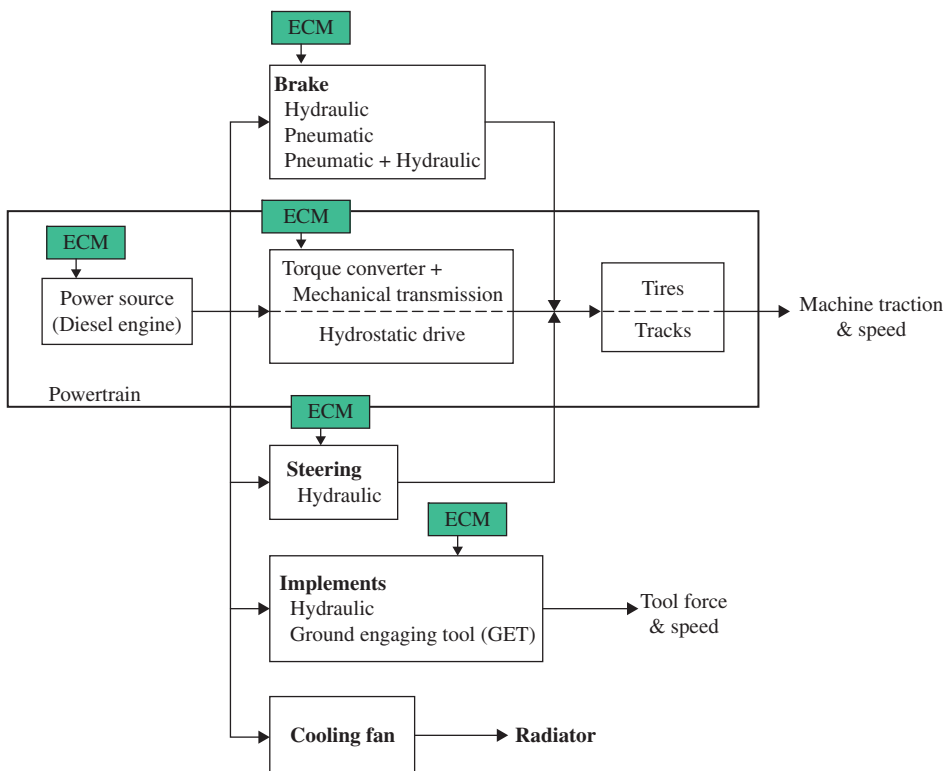 ECM
Brake
Hydraulic
Pneumatic
Pneumatic + Hydraulic
ECM
ECM
Power source
(Diesel engine)
Torque converter +
Mechanical transmission
Hydrostatic drive
Tires
Tracks
Machine traction
& speed
Powertrain
ECM
Steering
Hydraulic
ECM
Implements
Hydraulic
Ground engaging tool (GET)
Tool force
& speed
Cooling fan
Radiator